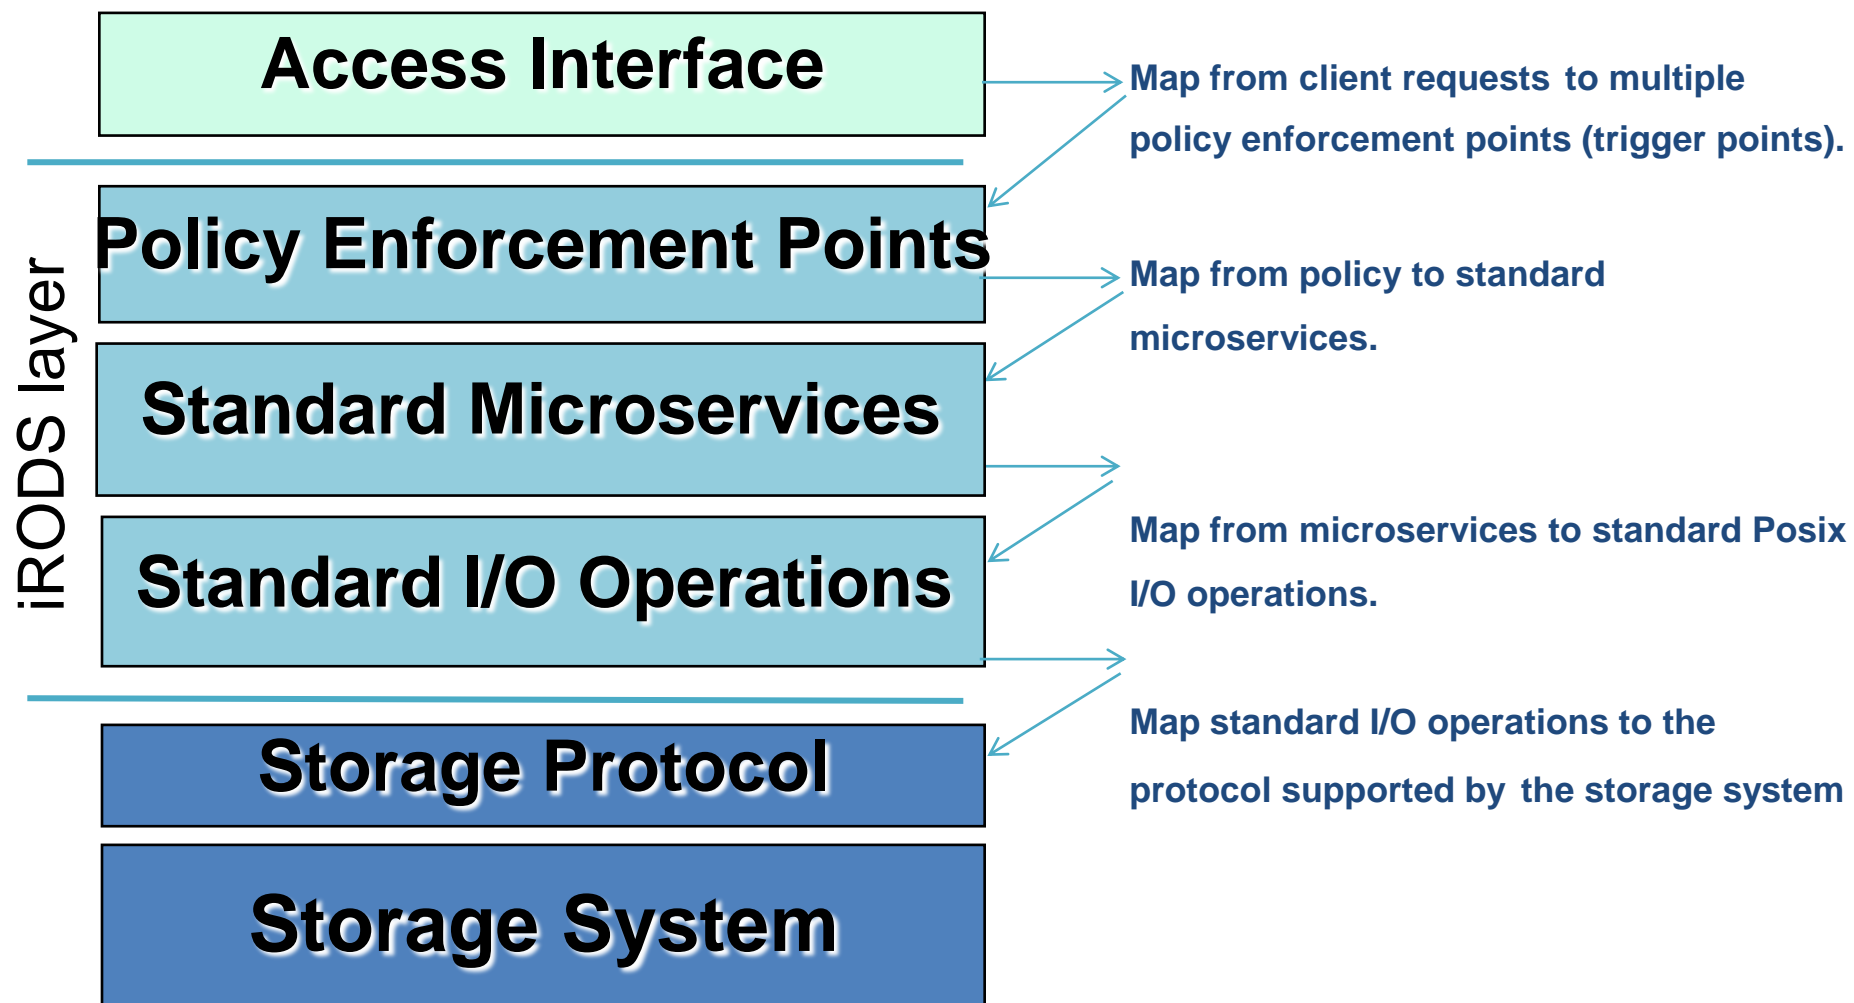 Access Interface
Map from client requests to multiple
policy enforcement points (trigger points).
iRODS layer
Policy Enforcement Points
Map from policy to standard
microservices.
Standard Microservices
Standard I/O Operations
Map from microservices to standard Posix
I/O operations.
Storage Protocol
Map standard I/O operations to the
protocol supported by the storage system
Storage System